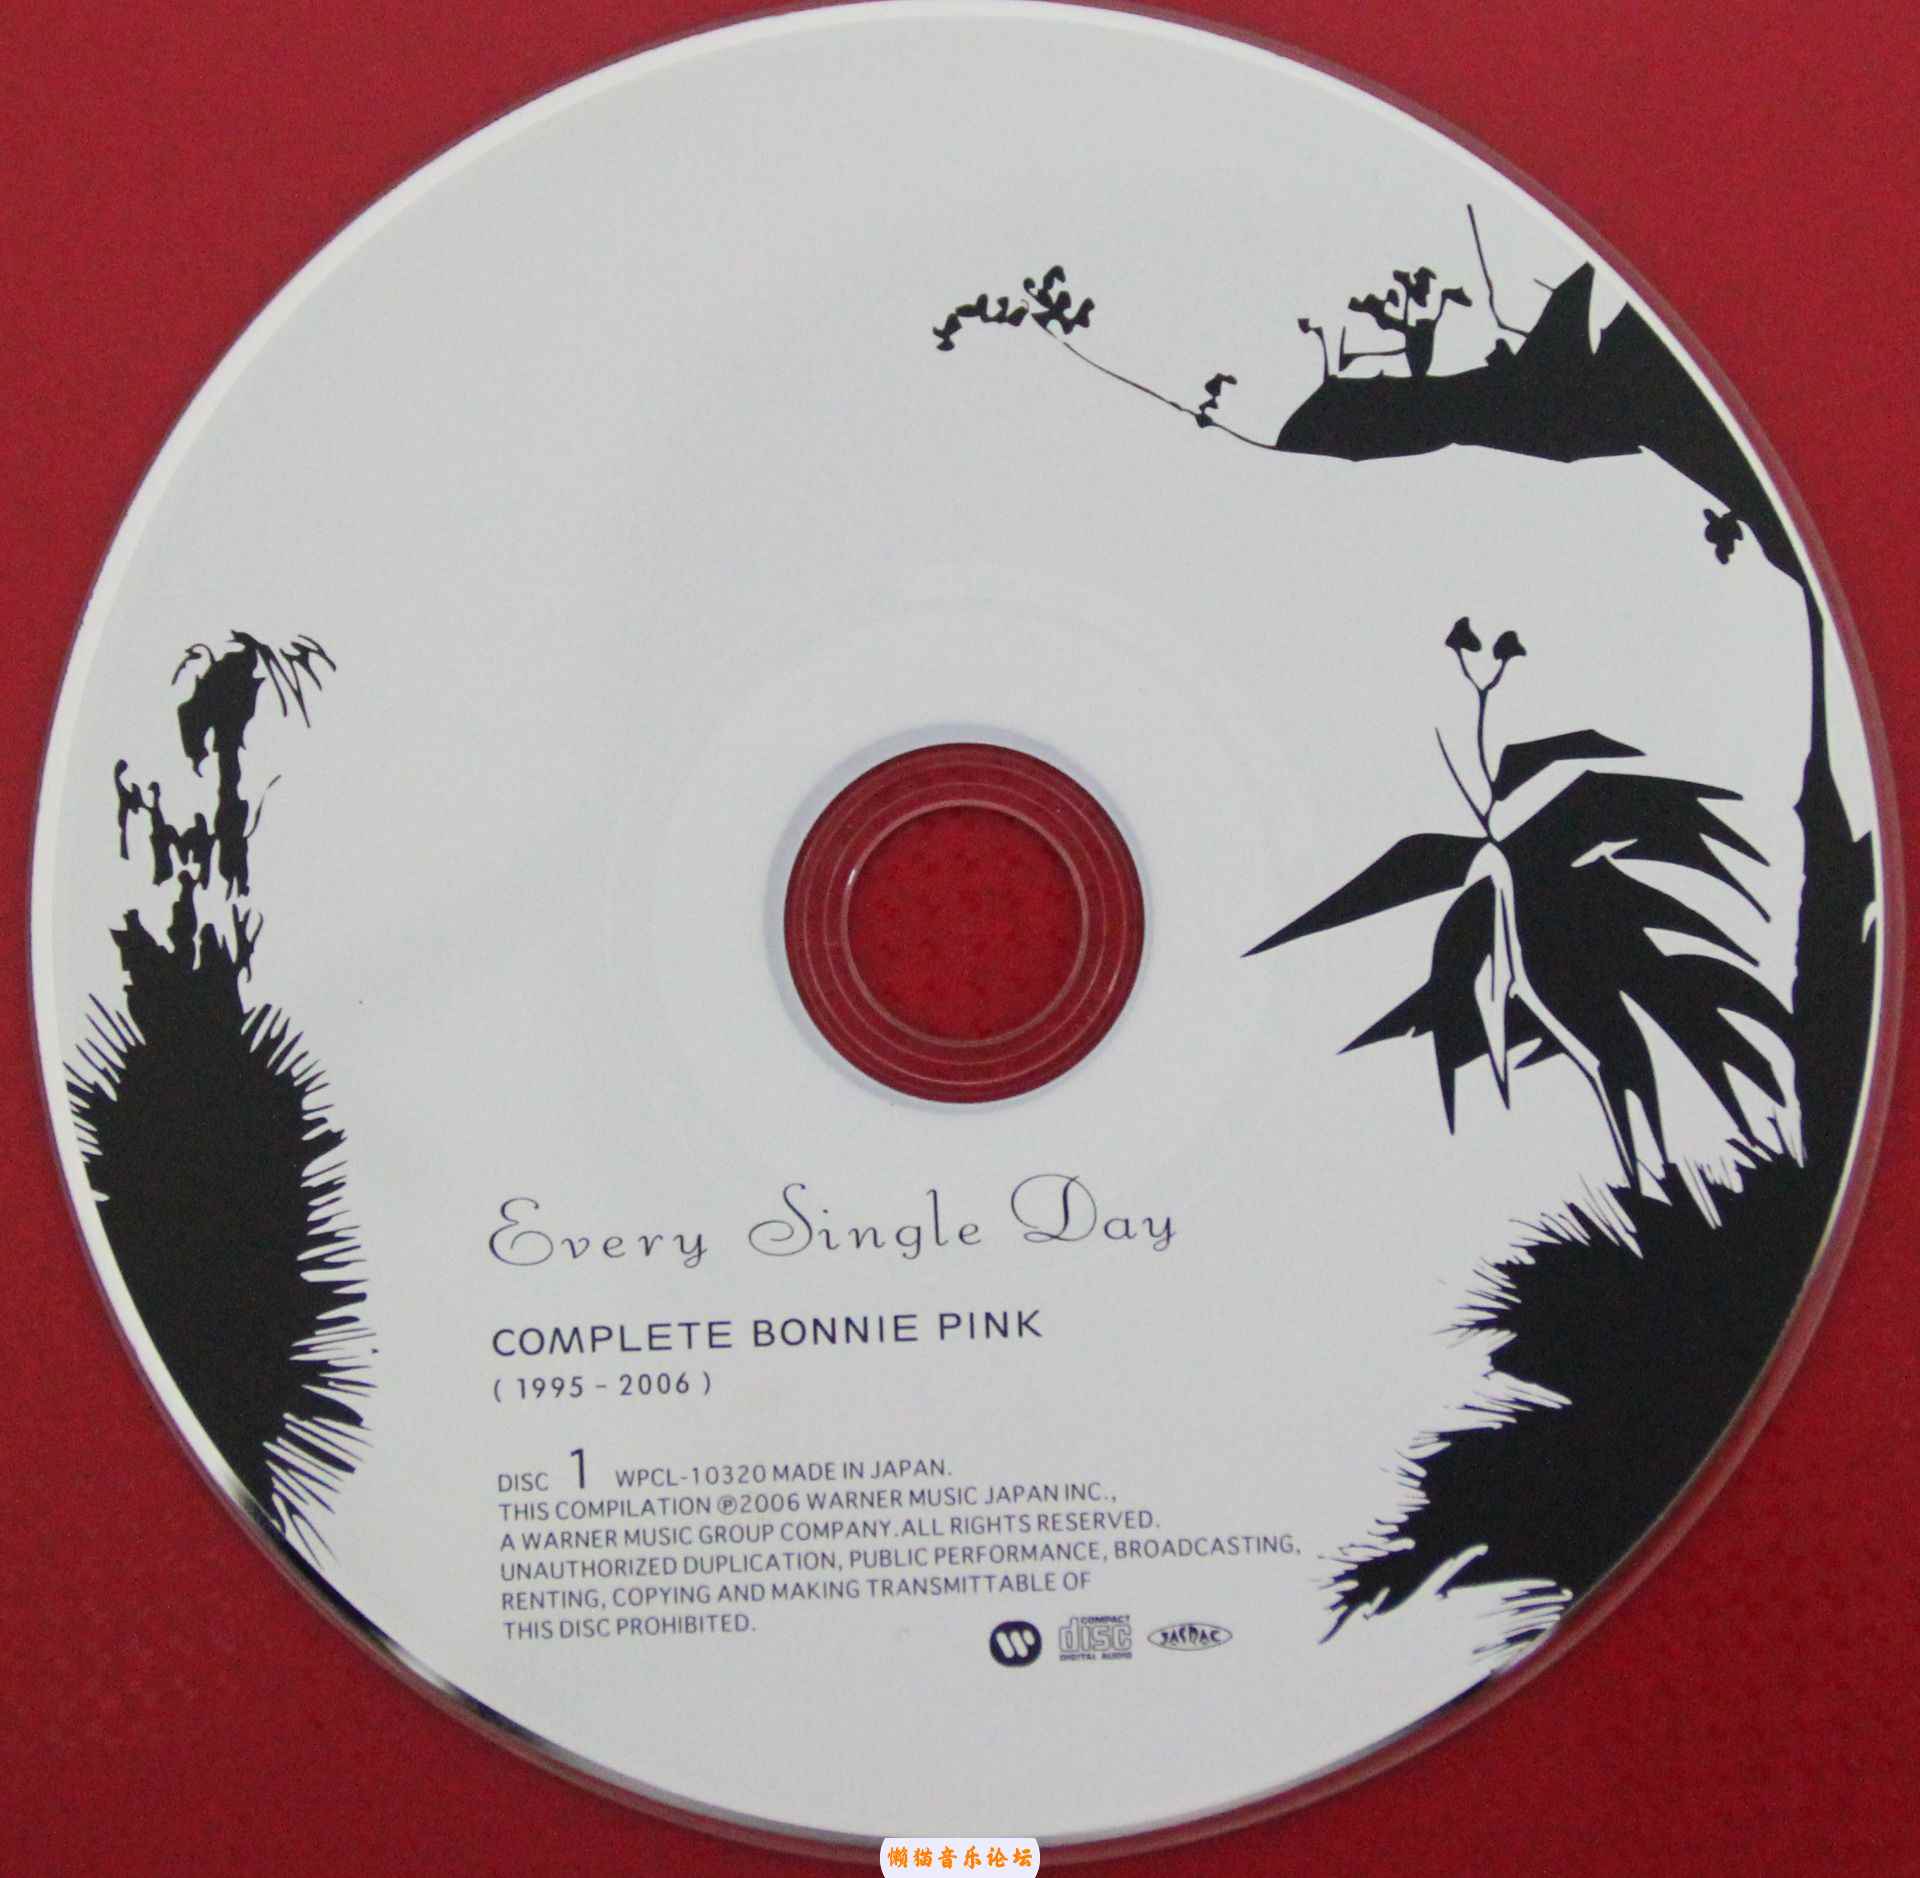 Every Single Day
COMPLETE BONNIE PINK
( 1995 - 2006 )
DISC 1 WPCL-10320 MADE IN JAPAN.
THIS COMPILATION ℗2006 WARNER MUSIC JAPAN INC.,
A WARNER MUSIC GROUP COMPANY. ALL RIGHTS RESERVED.
UNAUTHORIZED DUPLICATION, PUBLIC PERFORMANCE, BROADCASTING,
RENTING, COPYING AND MAKING TRANSMITTABLE OF
THIS DISC PROHIBITED.
COMPACT
disc
DIGITAL AUDIO
JASRAC
懒猫音乐论坛